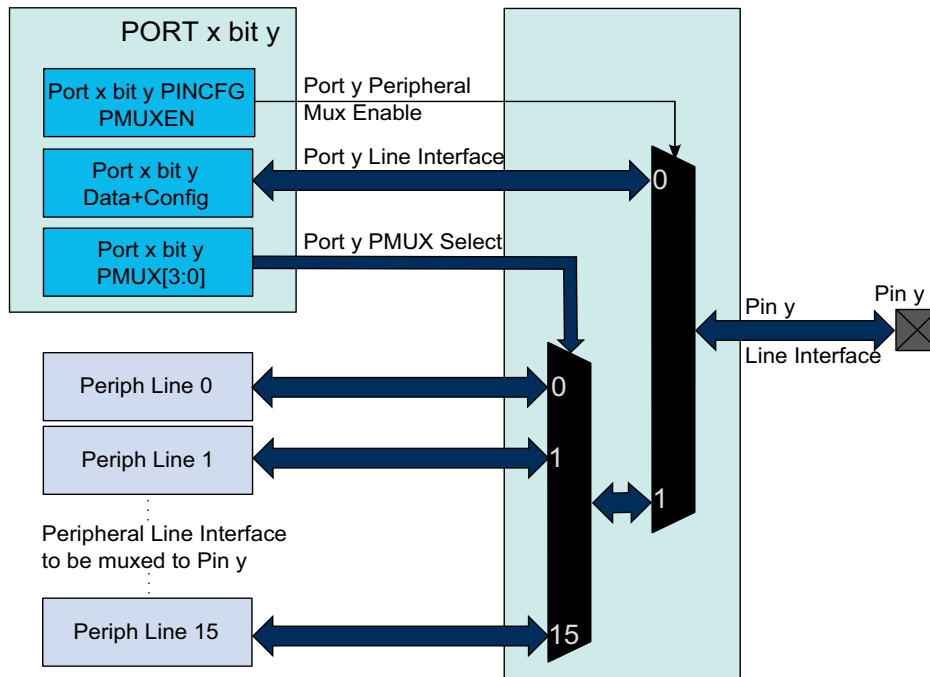 PORT x bit y
Port x bit y PINCFG
PMUXEN
Port y Peripheral
Mux Enable
Port x bit y
Data+Config
Port y Line Interface
0
Port x bit y
PMUX[3:0]
Port y PMUX Select
Pin y
Line Interface
Pin y
Periph Line 0
0
Periph Line 1
1
1
Peripheral Line Interface
to be muxed to Pin y
Periph Line 15
15